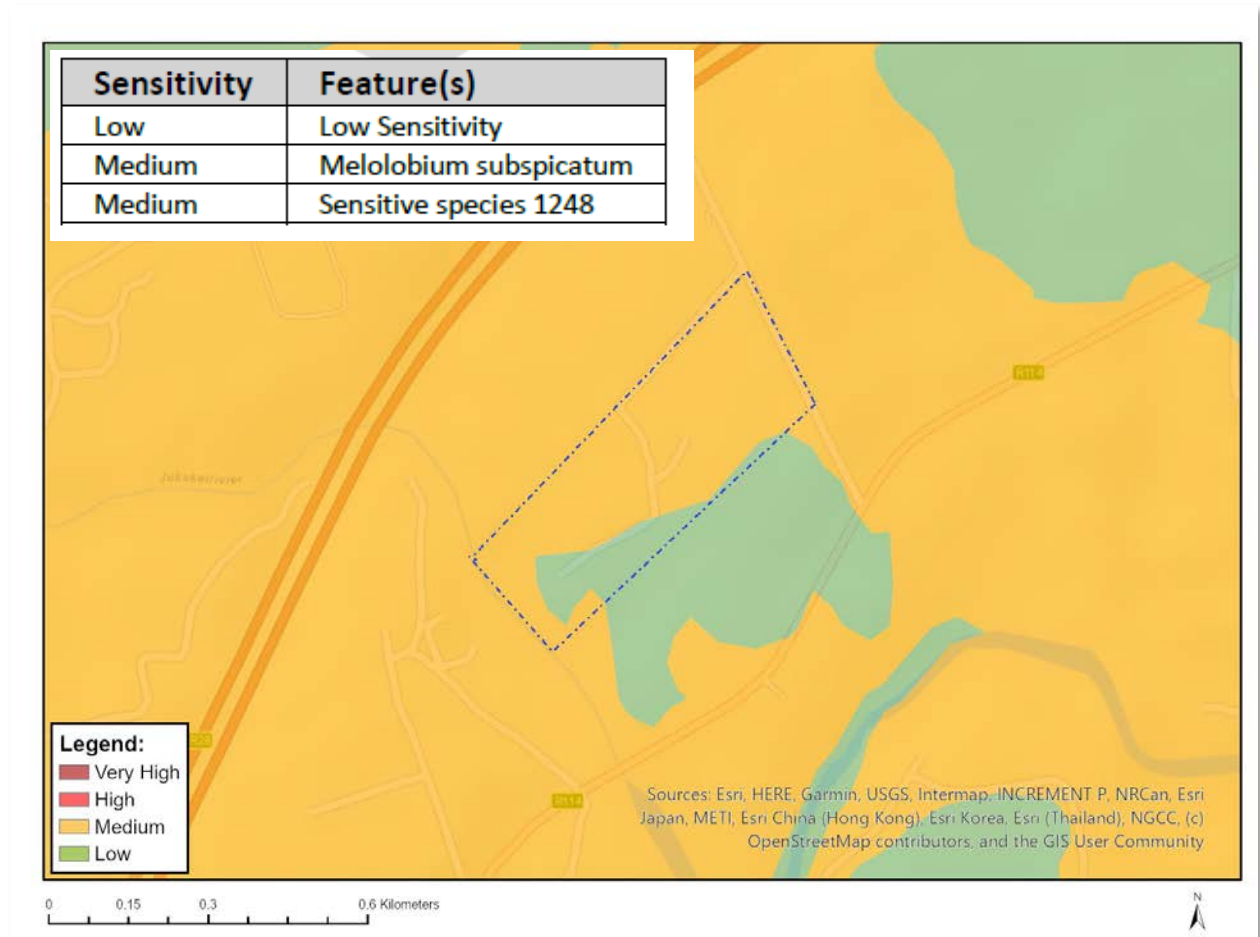 Sensitivity Feature(s)
Low Low Sensitivity
Medium Melolobium subspicatum
Medium Sensitive species 1248
R114
Legend:
Very High
High
Medium
Low
R114
Sources: Esri, HERE, Garmin, USGS, Intermap, INCREMENT P, NRCan, Esri
Japan, METI, Esri China (Hong Kong), Esri Korea, Esri (Thailand), NGCC, (c)
OpenStreetMap contributors, and the GIS User Community
0 0.15 0.3 0.6 Kilometers
N